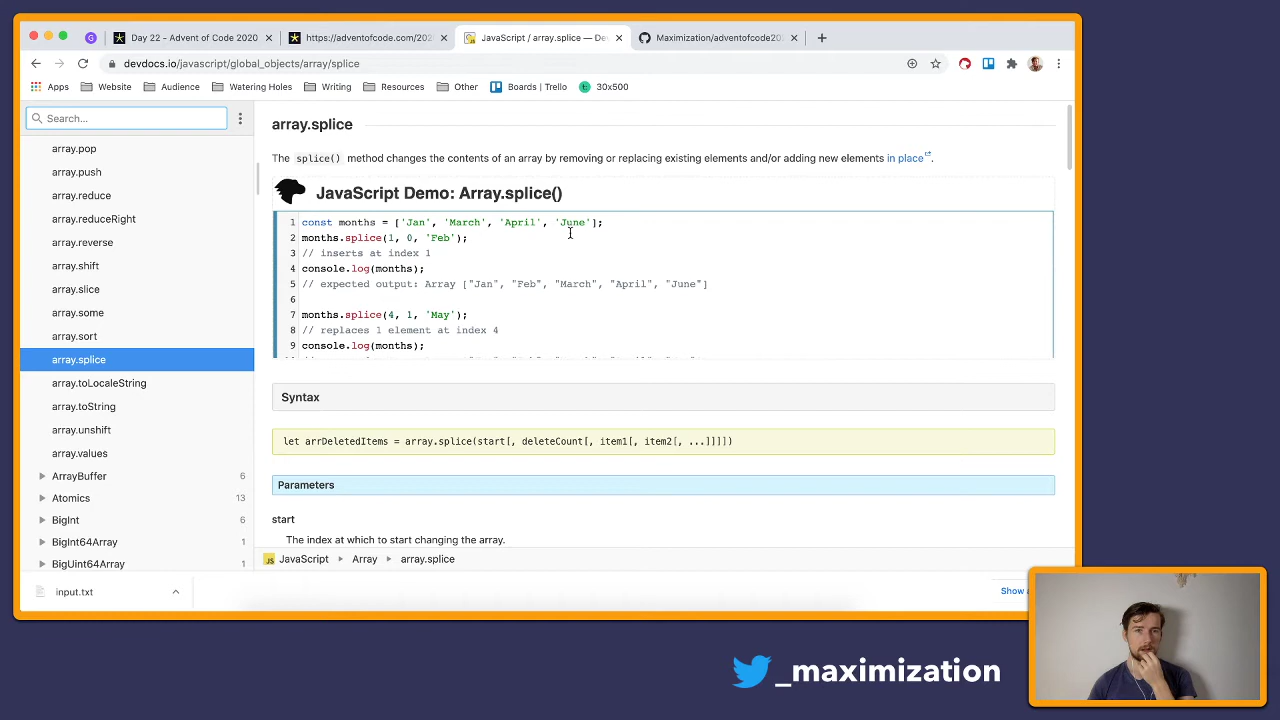 Day 22 - Advent of Code 2020
https://adventofcode.com/202
JavaScript / array.splice — Dev
Maximization/adventofcode202
devdocs.io/javascript/global_objects/array/splice
Apps
Website
Audience
Watering Holes
Writing
Resources
Other
Boards | Trello
30x500
Search...
array.pop
array.push
array.reduce
array.reduceRight
array.reverse
array.shift
array.slice
array.some
array.sort
array.splice
array.toLocaleString
array.toString
array.unshift
array.values
ArrayBuffer 6
Atomics 13
BigInt 6
BigInt64Array 1
BigUint64Array 1
array.splice
The splice() method changes the contents of an array by removing or replacing existing elements and/or adding new elements in place.
JavaScript Demo: Array.splice()
1 const months = ['Jan', 'March', 'April', 'June'];
2 months.splice(1, 0, 'Feb');
3 // inserts at index 1
4 console.log(months);
5 // expected output: Array ["Jan", "Feb", "March", "April", "June"]
6
7 months.splice(4, 1, 'May');
8 // replaces 1 element at index 4
9 console.log(months);
Syntax
let arrDeletedItems = array.splice(start[, deleteCount[, item1[, item2[, ...]]]])
Parameters
start
The index at which to start changing the array.
JavaScript
Array
array.splice
input.txt
Show
_maximization